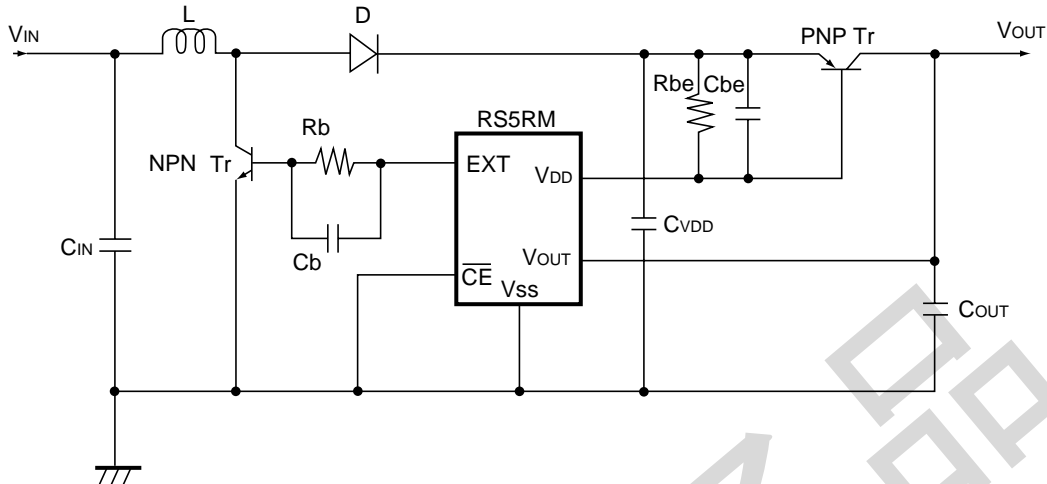 VIN
L
D
PNP Tr
VOUT
Rbe
Cbe
RS5RM
Rb
EXT
NPN Tr
VDD
CVDD
CIN
Cb
VOUT
CE
Vss
COUT
品